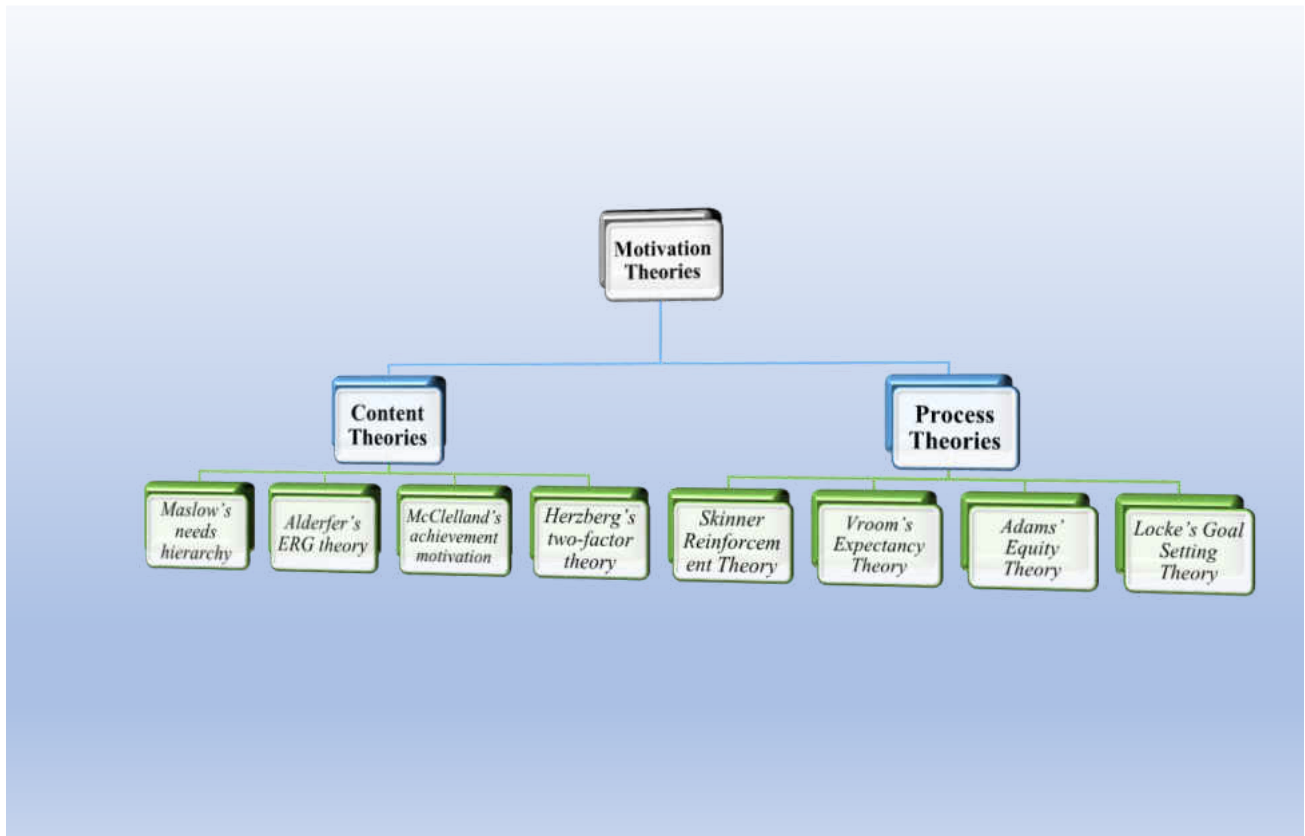 Motivation
Theories
Content
Theories
Process
Theories
Maslow's
needs
hierarchy
Alderfer's
ERG theory
McClelland's
achievement
motivation
Herzberg's
two-factor
theory
Skinner
Reinforcem
ent Theory
Vroom's
Expectancy
Theory
Adams'
Equity
Theory
Locke's Goal
Setting
Theory